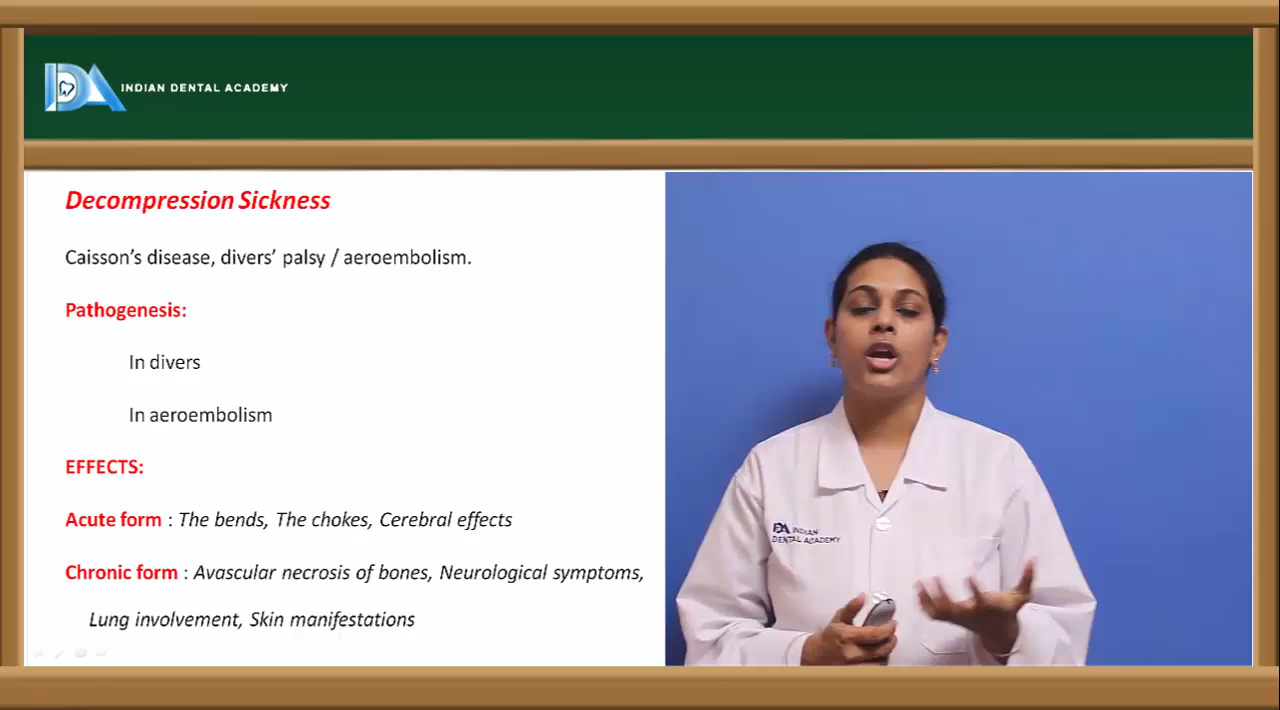 INDIAN DENTAL ACADEMY
Decompression Sickness
Caisson's disease, divers' palsy / aeroembolism.
Pathogenesis:
In divers
In aeroembolism
EFFECTS:
Acute form : The bends, The chokes, Cerebral effects
Chronic form : Avascular necrosis of bones, Neurological symptoms,
Lung involvement, Skin manifestations
IDA INDIAN
DENTAL ACADEMY